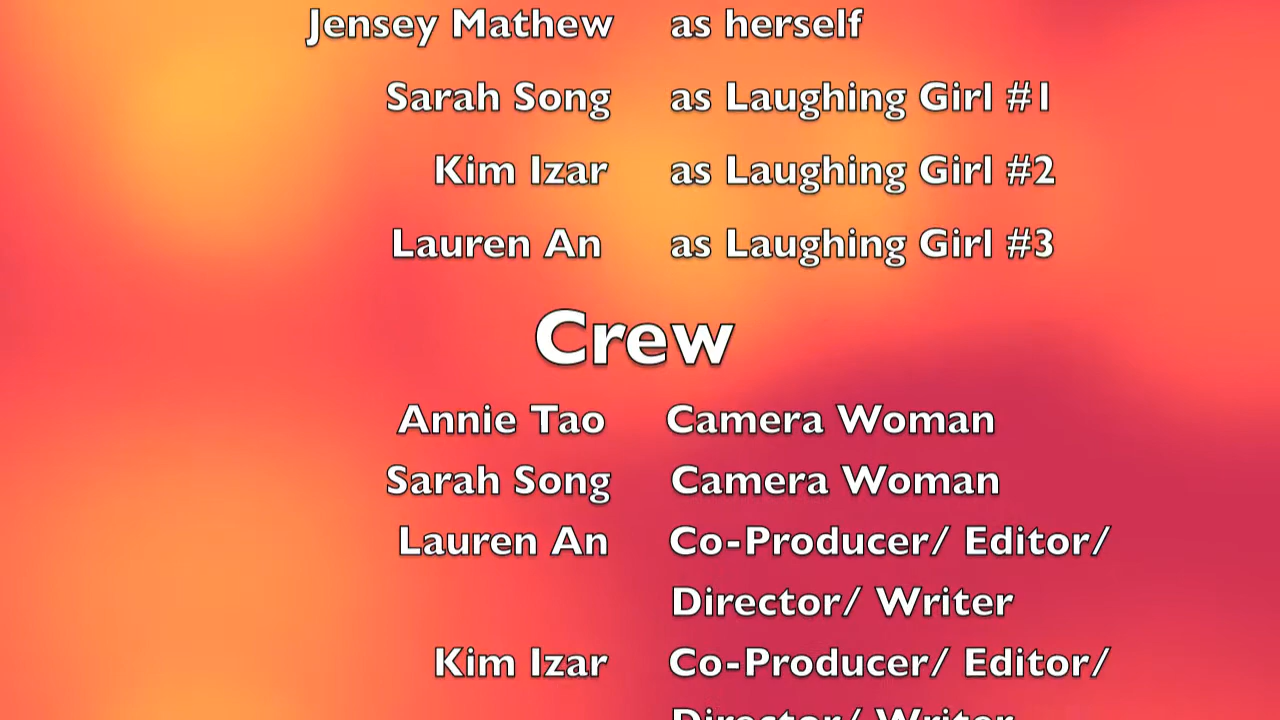 Jensey Mathew as herself
Sarah Song as Laughing Girl #1
Kim Izar as Laughing Girl #2
Lauren An as Laughing Girl #3
Crew
Annie Tao Camera Woman
Sarah Song Camera Woman
Lauren An Co-Producer/ Editor/
Director/ Writer
Kim Izar Co-Producer/ Editor/
Director/ Writer